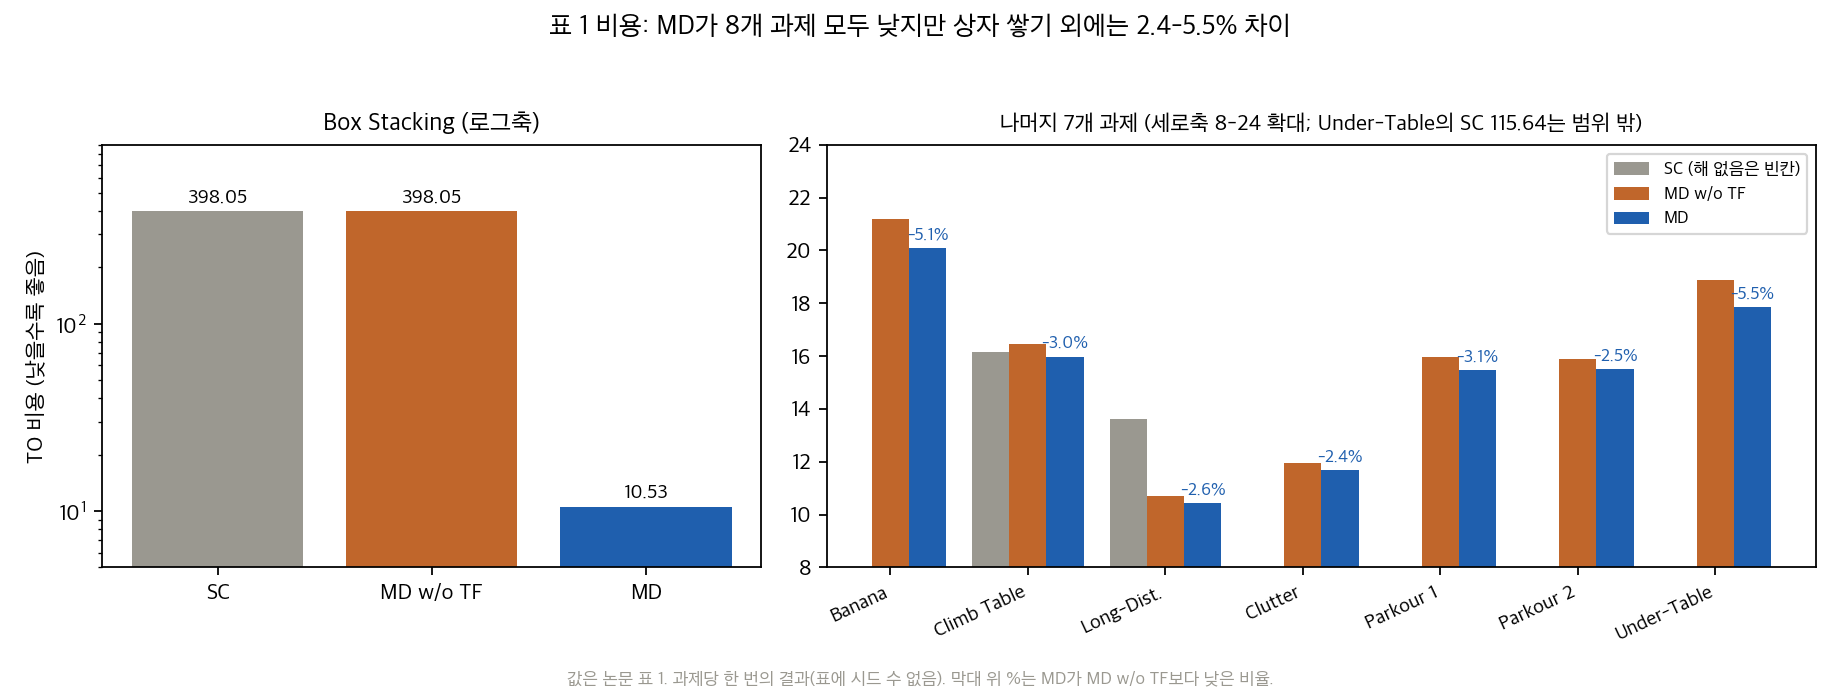 표 1 비용: MD가 8개 과제 모두 낮지만 상자 쌓기 외에는 2.4–5.5% 차이
Box Stacking (로그축)
TO 비용 (낮을수록 좋음)
10²
10¹
398.05
398.05
10.53
SC
MD w/o TF
MD
나머지 7개 과제 (세로축 8–24 확대; Under-Table의 SC 115.64는 범위 밖)
24
22
20
18
16
14
12
10
8
SC (해 없음은 빈칸)
MD w/o TF
MD
–5.1%
–3.0%
–2.6%
–2.4%
–3.1%
–2.5%
–5.5%
Banana
Climb Table
Long-Dist.
Clutter
Parkour 1
Parkour 2
Under-Table
값은 논문 표 1. 과제당 한 번의 결과(표에 시드 수 없음). 막대 위 %는 MD가 MD w/o TF보다 낮은 비율.